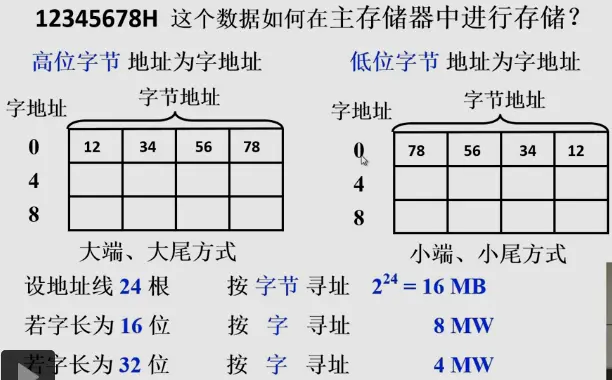 12345678H 这个数据如何在主存储器中进行存储？
高位字节 地址为字地址
低位字节 地址为字地址
字地址 字节地址
0 12 34 56 78
4
8
大端、大尾方式
字地址 字节地址
0 78 56 34 12
4
8
小端、小尾方式
设地址线 24 根 按 字节 寻址 2²⁴ = 16 MB
若字长为 16 位 按 字 寻址 8 MW
若字长为 32 位 按 字 寻址 4 MW